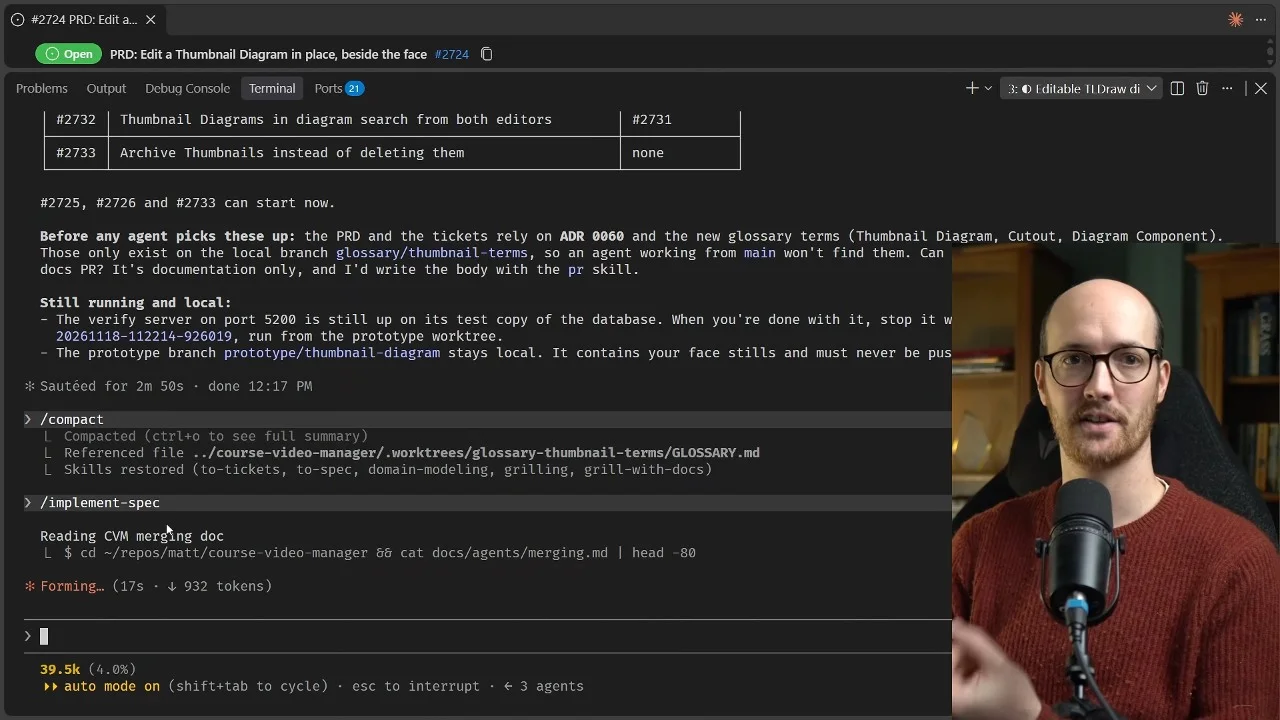 #2724 PRD: Edit a...
Open PRD: Edit a Thumbnail Diagram in place, beside the face #2724
Problems Output Debug Console Terminal Ports 21
3: Editable TLDraw di
#2732 Thumbnail Diagrams in diagram search from both editors #2731
#2733 Archive Thumbnails instead of deleting them none
#2725, #2726 and #2733 can start now.
Before any agent picks these up: the PRD and the tickets rely on ADR 0060 and the new glossary terms (Thumbnail Diagram, Cutout, Diagram Component).
Those only exist on the local branch glossary/thumbnail-terms, so an agent working from main won't find them. Can
docs PR? It's documentation only, and I'd write the body with the pr skill.
Still running and local:
- The verify server on port 5200 is still up on its test copy of the database. When you're done with it, stop it w
20261118-112214-926019, run from the prototype worktree.
- The prototype branch prototype/thumbnail-diagram stays local. It contains your face stills and must never be pus
✻ Sautéed for 2m 50s · done 12:17 PM
❯ /compact
⎿ Compacted (ctrl+o to see full summary)
⎿ Referenced file ../course-video-manager/.worktrees/glossary-thumbnail-terms/GLOSSARY.md
⎿ Skills restored (to-tickets, to-spec, domain-modeling, grilling, grill-with-docs)
❯ /implement-spec
Reading CVM merging doc
⎿ $ cd ~/repos/matt/course-video-manager && cat docs/agents/merging.md | head -80
✻ Forming… (17s · ↓ 932 tokens)
❯
39.5k (4.0%)
⏵⏵ auto mode on (shift+tab to cycle) · esc to interrupt · ← 3 agents